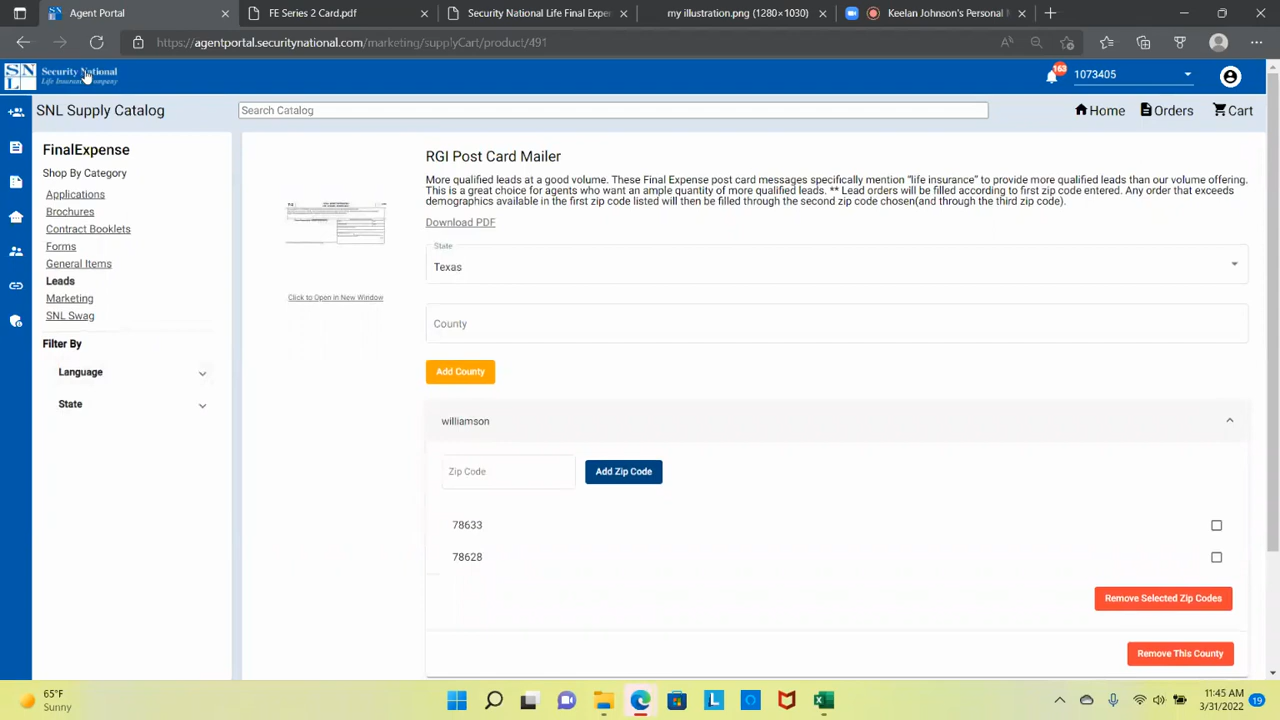 Agent Portal
FE Series 2 Card.pdf
Security National Life Final Expe
my illustration.png (1280×1030)
Keelan Johnson's Personal M
https://agentportal.securitynational.com/marketing/supplyCart/product/491
SNL
Security National
Life Insurance Company
163
1073405
SNL Supply Catalog
Search Catalog
Home
Orders
Cart
FinalExpense
Shop By Category
Applications
Brochures
Contract Booklets
Forms
General Items
Leads
Marketing
SNL Swag
Filter By
Language
State
Click to Open in New Window
RGI Post Card Mailer
More qualified leads at a good volume. These Final Expense post card messages specifically mention "life insurance" to provide more qualified leads than our volume offering.
This is a great choice for agents who want an ample quantity of more qualified leads. ** Lead orders will be filled according to first zip code entered. Any order that exceeds
demographics available in the first zip code listed will then be filled through the second zip code chosen(and through the third zip code).
Download PDF
State
Texas
County
Add County
williamson
Zip Code
Add Zip Code
78633
78628
Remove Selected Zip Codes
Remove This County
65°F
Sunny
11:45 AM
3/31/2022
19